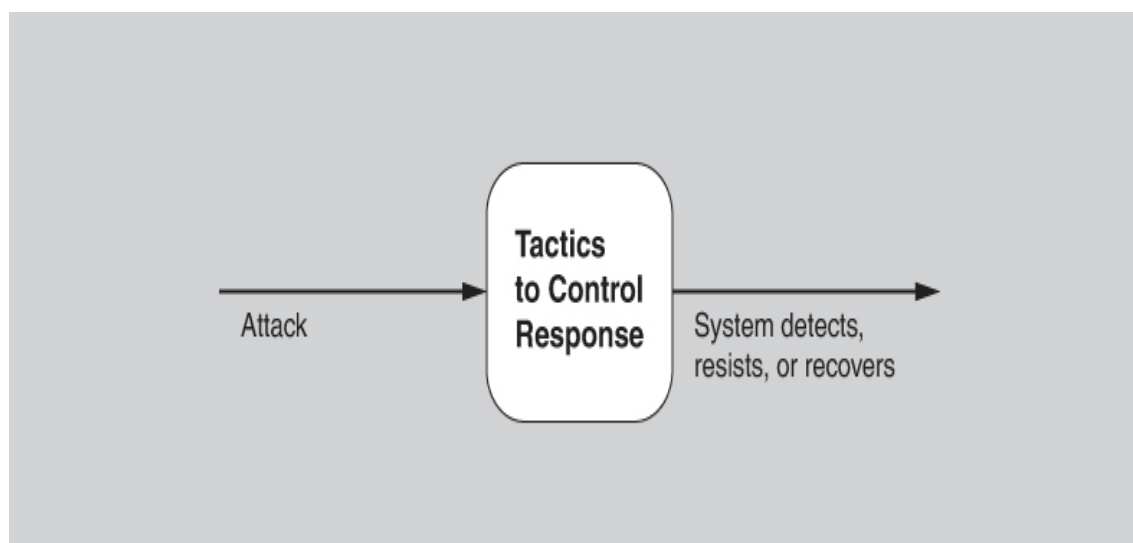 Attack
Tactics
to Control
Response
System detects,
resists, or recovers